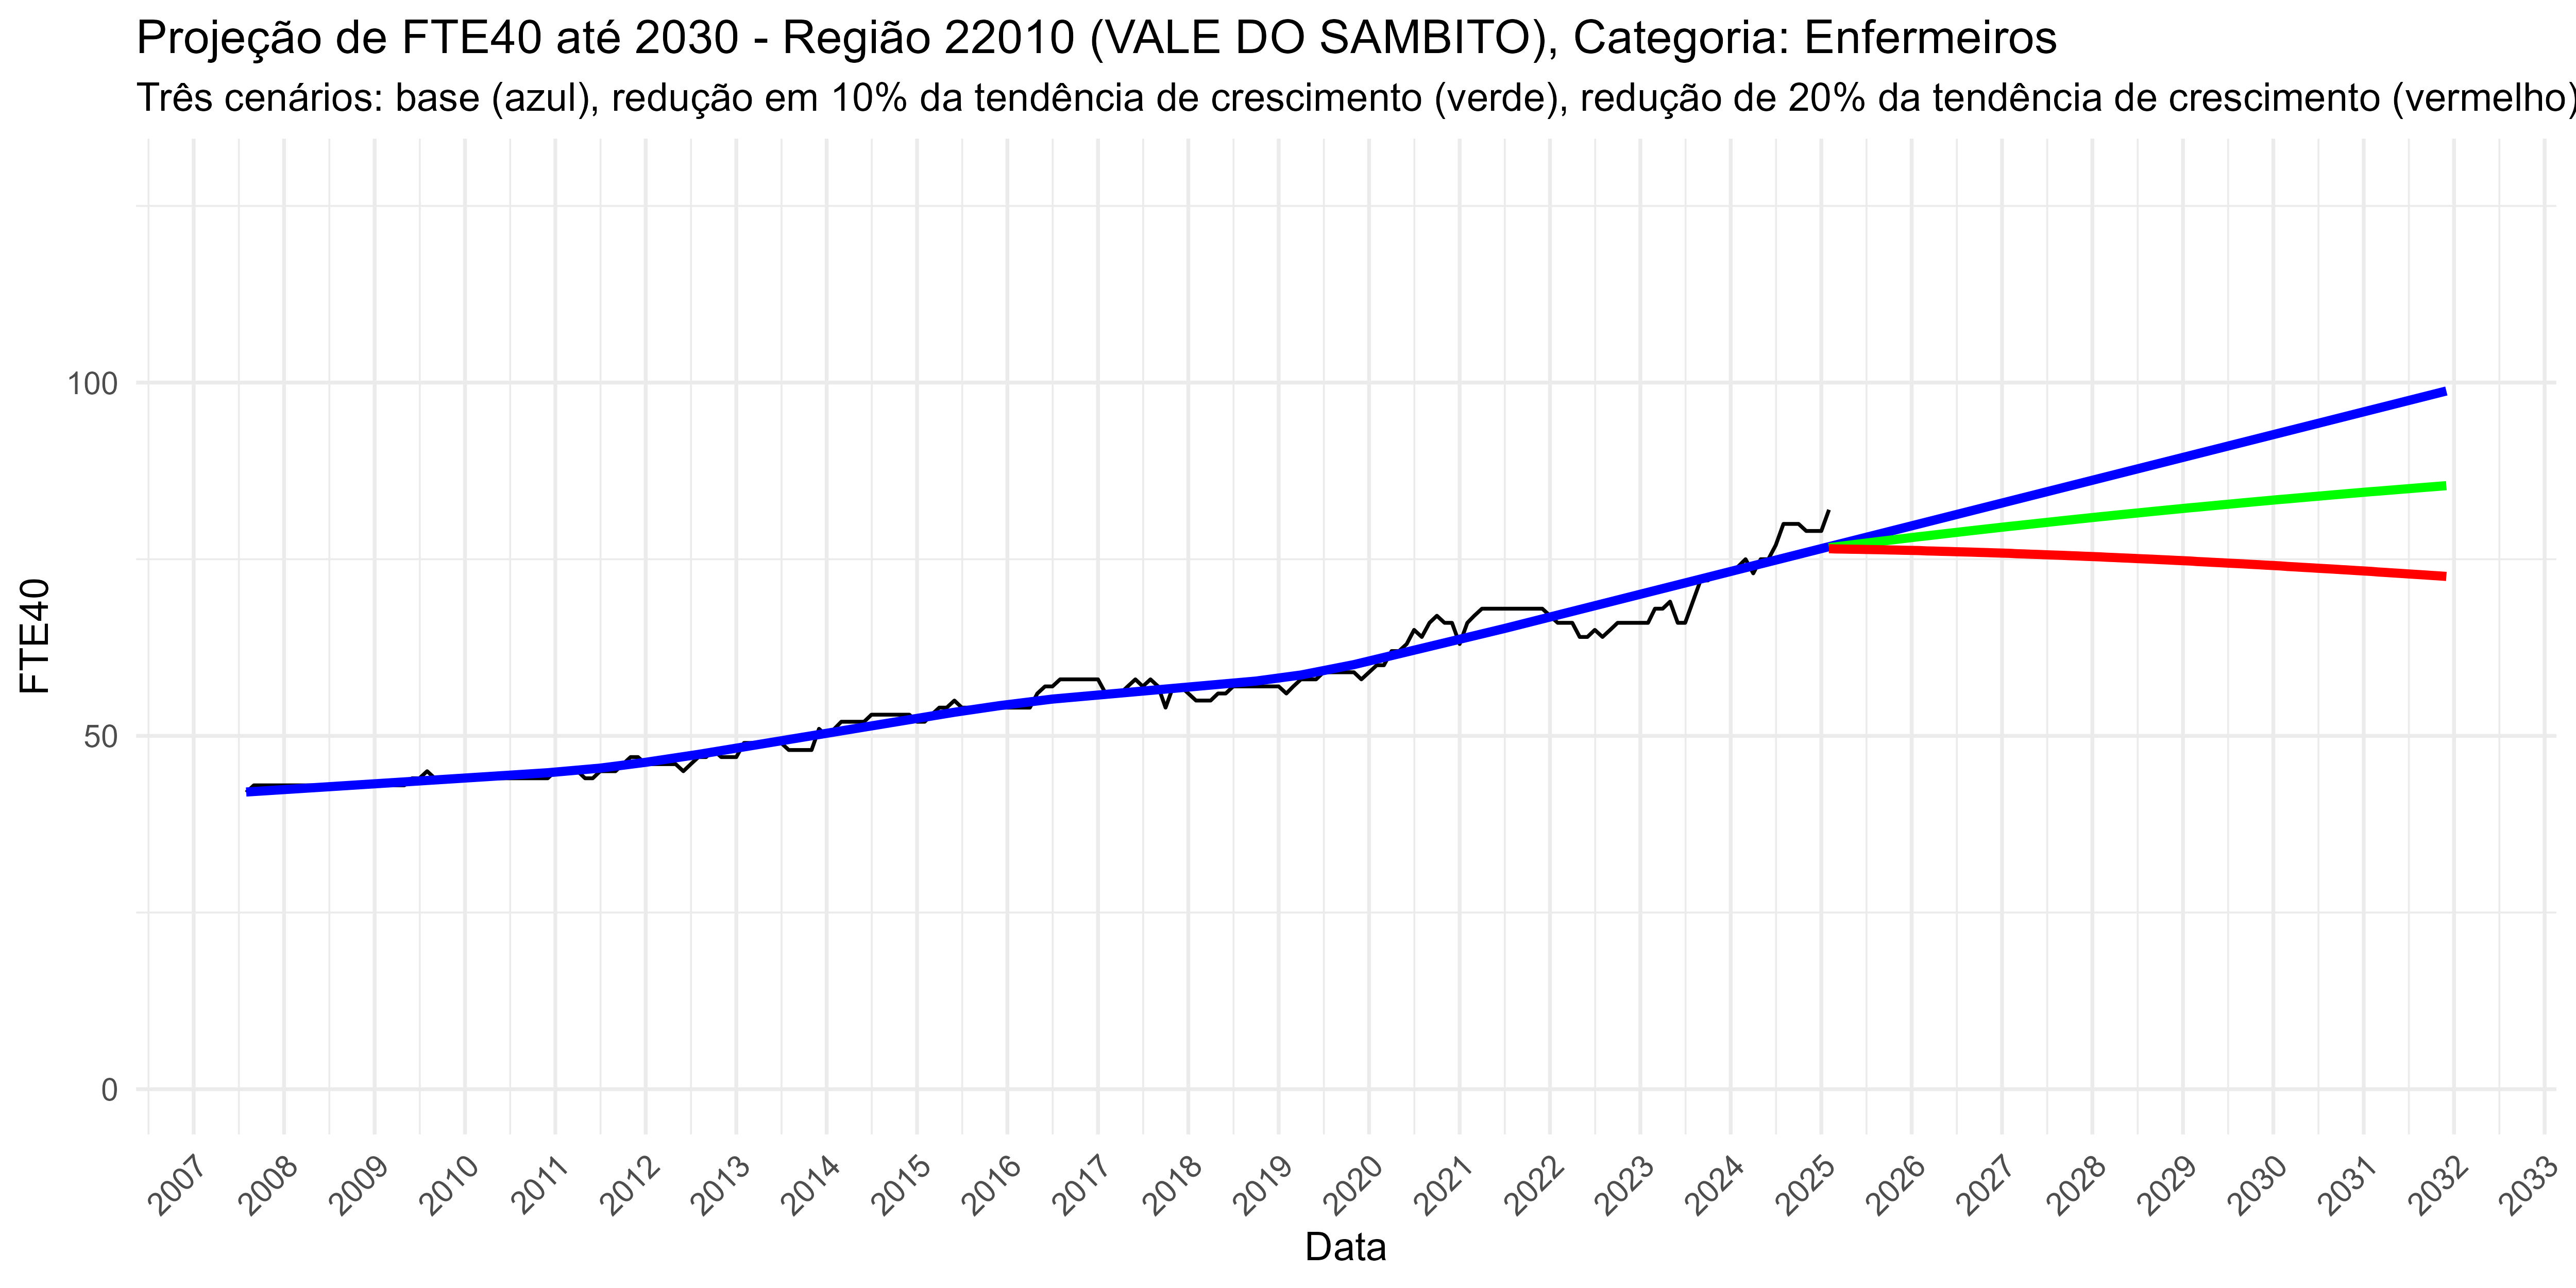 Projeção de FTE40 até 2030 - Região 22010 (VALE DO SAMBITO), Categoria: Enfermeiros
Três cenários: base (azul), redução em 10% da tendência de crescimento (verde), redução de 20% da tendência de crescimento (vermelho)
FTE40
100
50
0
2007 2008 2009 2010 2011 2012 2013 2014 2015 2016 2017 2018 2019 2020 2021 2022 2023 2024 2025 2026 2027 2028 2029 2030 2031 2032 2033
Data